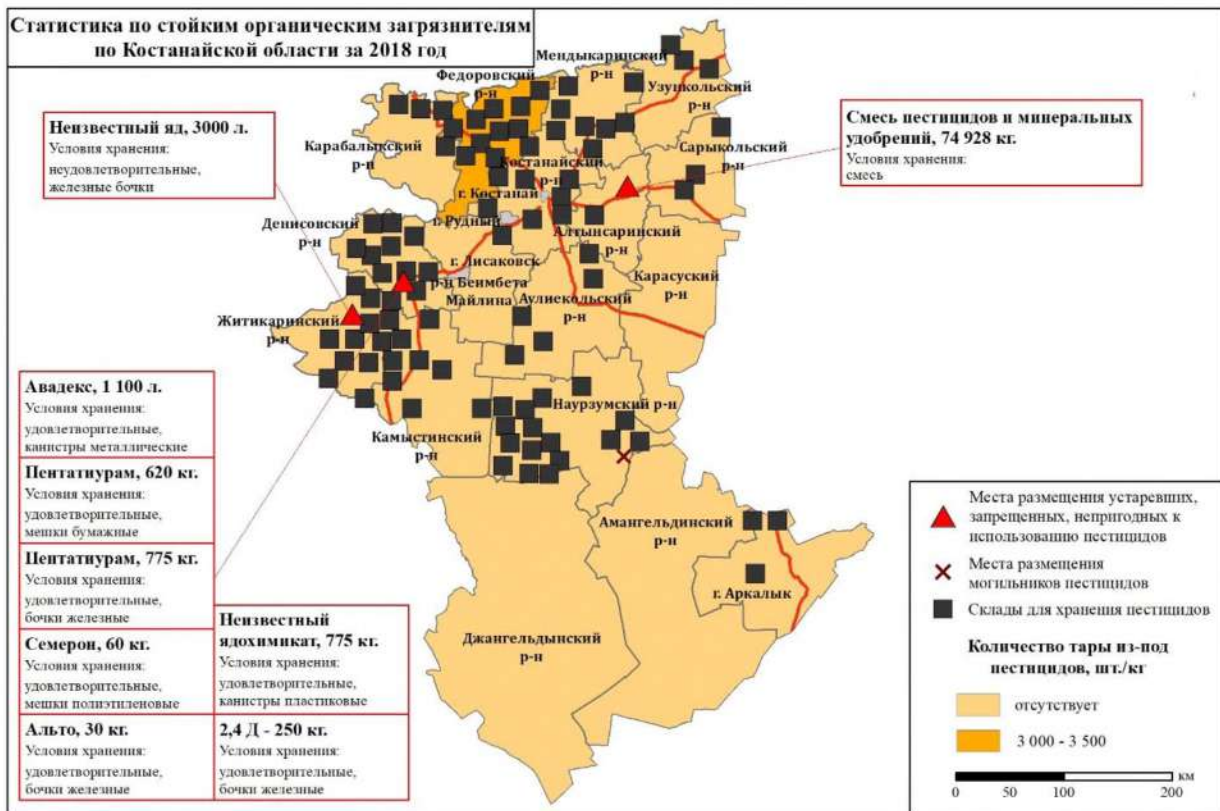 Статистика по стойким органическим загрязнителям
по Костанайской области за 2018 год
Неизвестный яд, 3000 л.
Условия хранения:
неудовлетворительные,
железные бочки
Смесь пестицидов и минеральных
удобрений, 74 928 кг.
Условия хранения:
смесь
Мендыкаринский
р-н
Федоровский
р-н
Узункольский
р-н
Карабалыкский
р-н
Сарыкольский
р-н
Костанайский
р-н
г. Костанай
г. Рудный
Денисовский
р-н
Алтынсаринский
р-н
г. Лисаковск
р-н Беимбета
Майлина
Карасуский
р-н
Аулиекольский
р-н
Житикаринский
р-н
Наурзумский р-н
Камыстинский
р-н
Амангельдинский
р-н
г. Аркалык
Джангельдынский
р-н
Авадекс, 1 100 л.
Условия хранения:
удовлетворительные,
канистры металлические
Пентатиурам, 620 кг.
Условия хранения:
удовлетворительные,
мешки бумажные
Пентатиурам, 775 кг.
Условия хранения:
удовлетворительные,
бочки железные
Семерон, 60 кг.
Условия хранения:
удовлетворительные,
мешки полиэтиленовые
Неизвестный
ядохимикат, 775 кг.
Условия хранения:
удовлетворительные,
канистры пластиковые
Альто, 30 кг.
Условия хранения:
удовлетворительные,
бочки железные
2,4 Д - 250 кг.
Условия хранения:
удовлетворительные,
бочки железные
Места размещения устаревших,
запрещенных, непригодных к
использованию пестицидов
Места размещения
могильников пестицидов
Склады для хранения пестицидов
Количество тары из-под
пестицидов, шт./кг
отсутствует
3 000 - 3 500
км
0 50 100 200